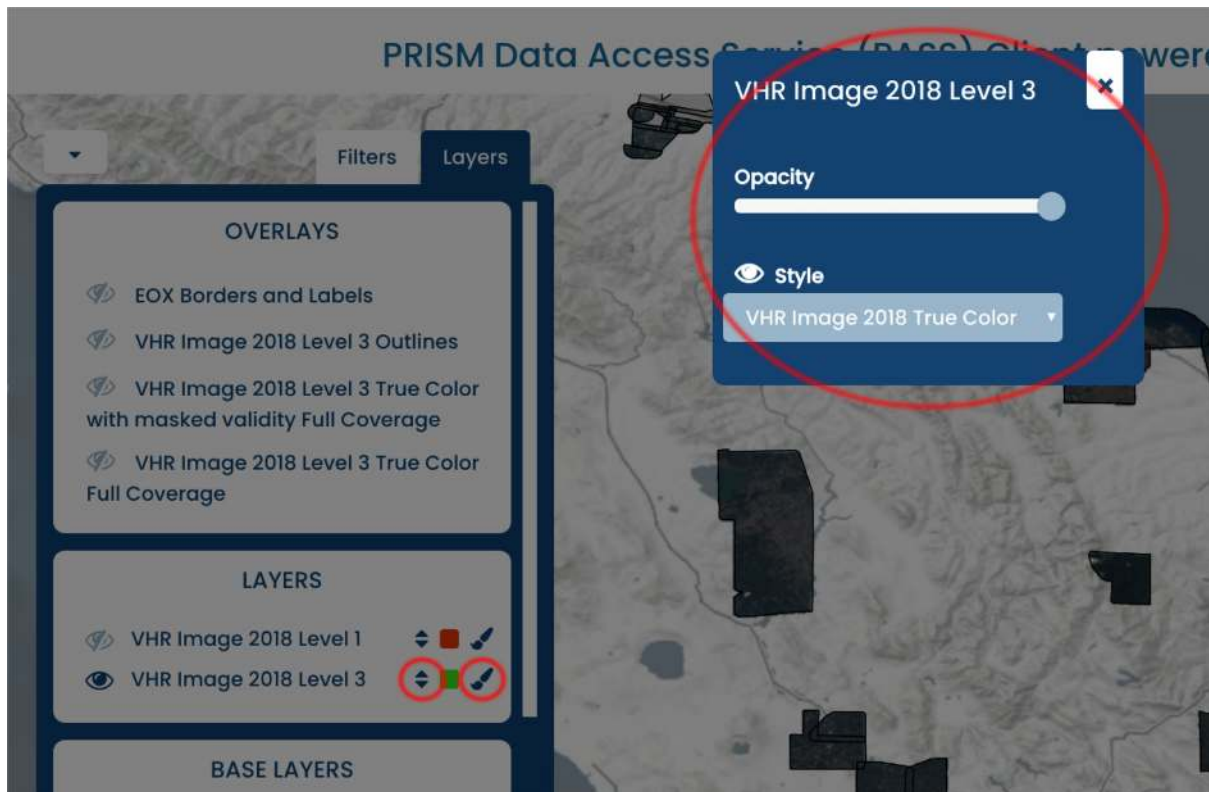 PRISM Data Access
VHR Image 2018 Level 3
Opacity
Style
VHR Image 2018 True Color
Filters
Layers
OVERLAYS
EOX Borders and Labels
VHR Image 2018 Level 3 Outlines
VHR Image 2018 Level 3 True Color
with masked validity Full Coverage
VHR Image 2018 Level 3 True Color
Full Coverage
LAYERS
VHR Image 2018 Level 1
VHR Image 2018 Level 3
BASE LAYERS